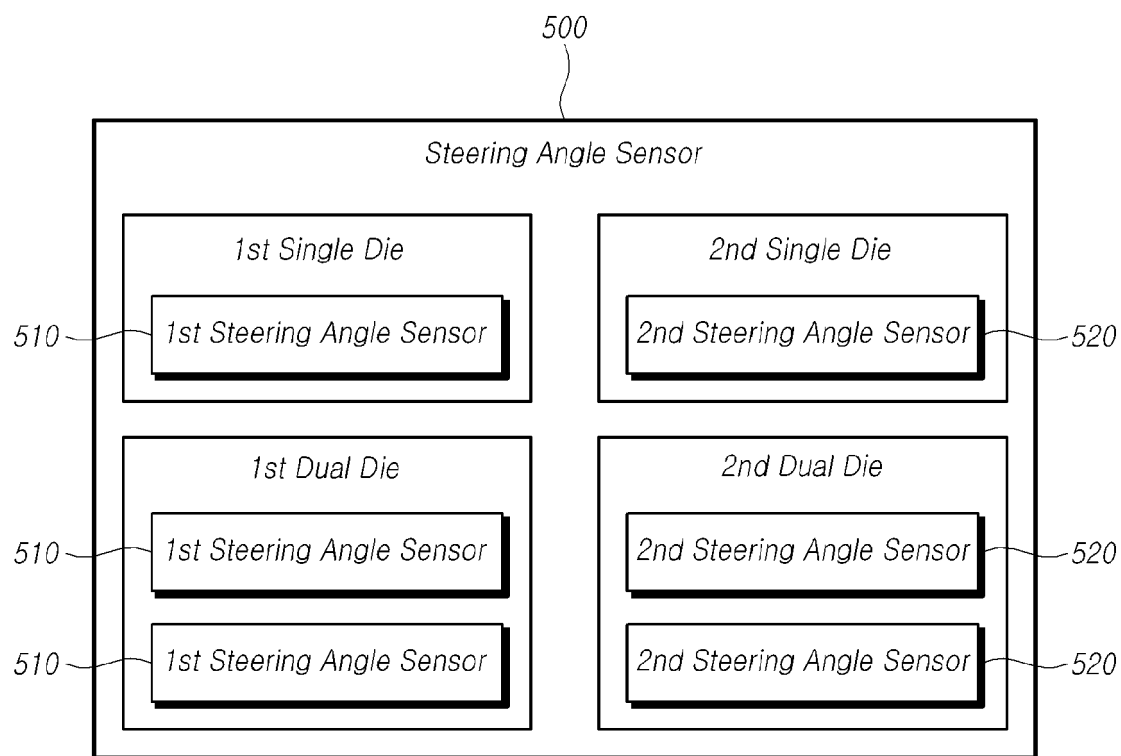 500
Steering Angle Sensor
1st Single Die
2nd Single Die
510
1st Steering Angle Sensor
2nd Steering Angle Sensor
520
1st Dual Die
2nd Dual Die
510
1st Steering Angle Sensor
2nd Steering Angle Sensor
520
510
1st Steering Angle Sensor
2nd Steering Angle Sensor
520